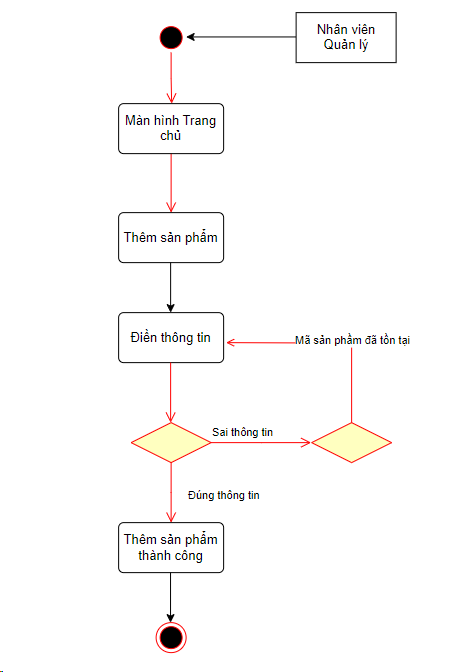 Nhân viên
Quản lý
Màn hình Trang
chủ
Thêm sản phẩm
Điền thông tin
Mã sản phẩm đã tồn tại
Sai thông tin
Đúng thông tin
Thêm sản phẩm
thành công